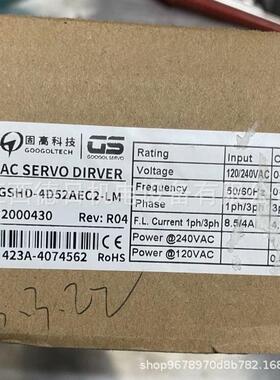 固高科技
GOOGOLTECH
GS
GOOGOL SERVO
AC SERVO DIRVER
GSHD-4D52AEC2-LM
2000430 Rev: R04
423A-4074562 RoHS
Rating Input
Voltage 120/240VAC
Frequency 50/60Hz
Phase 1ph/3ph
F.L. Current 1ph/3ph 8.5/4A
Power @240VAC
Power @120VAC
shop9678970d8b782.168